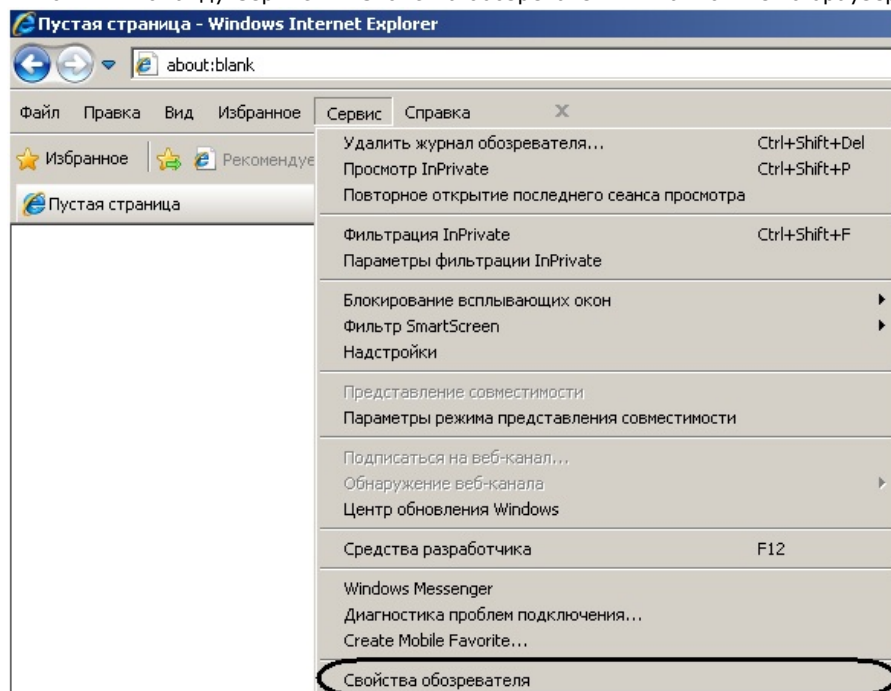 Пустая страница - Windows Internet Explorer
about:blank
Файл Правка Вид Избранное Сервис Справка X
Избранное
Пустая страница
Удалить журнал обозревателя... Ctrl+Shift+Del
Просмотр InPrivate Ctrl+Shift+P
Повторное открытие последнего сеанса просмотра
Фильтрация InPrivate Ctrl+Shift+F
Параметры фильтрации InPrivate
Блокирование всплывающих окон
Фильтр SmartScreen
Надстройки
Представление совместимости
Параметры режима представления совместимости
Подписаться на веб-канал...
Обнаружение веб-канала
Центр обновления Windows
Средства разработчика F12
Windows Messenger
Диагностика проблем подключения...
Create Mobile Favorite...
Свойства обозревателя